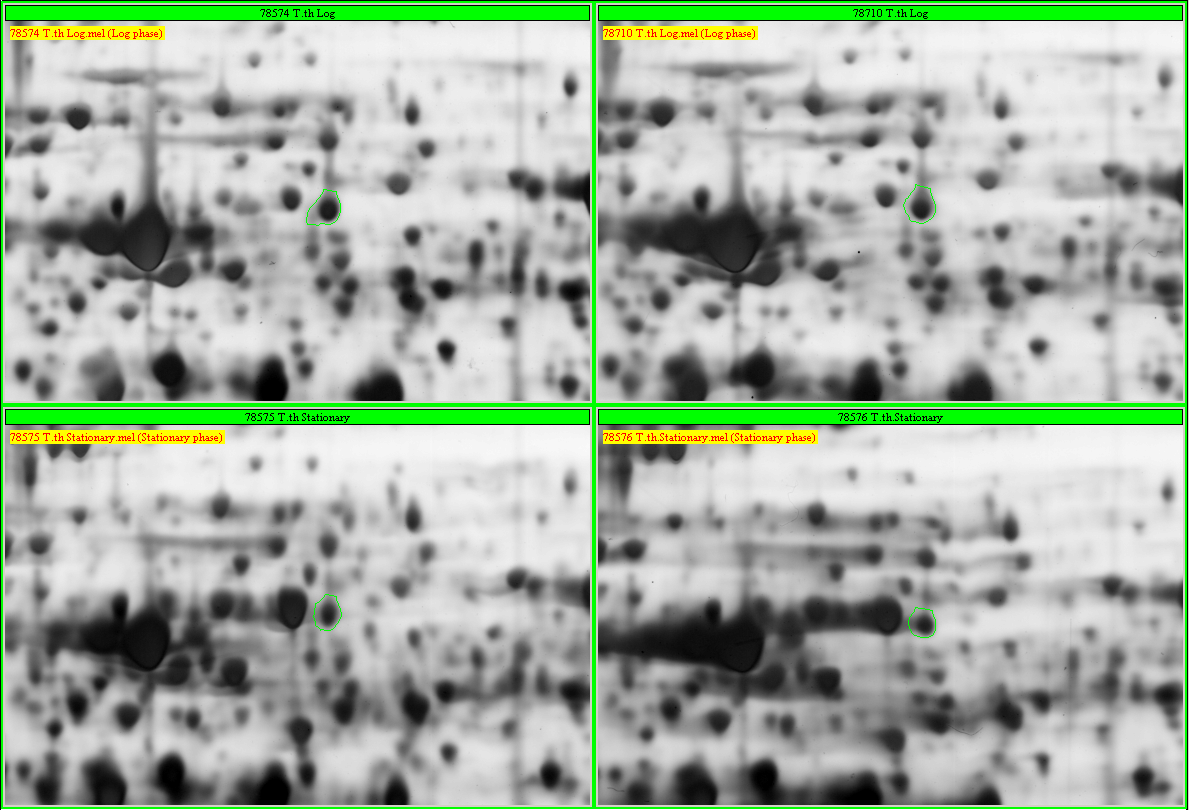 78574 T.th Log
78710 T.th Log
78574 T.th Log.mel (Log phase)
78710 T.th Log.mel (Log phase)
78575 T.th Stationary
78576 T.th.Stationary
78575 T.th Stationary.mel (Stationary phase)
78576 T.th.Stationary.mel (Stationary phase)